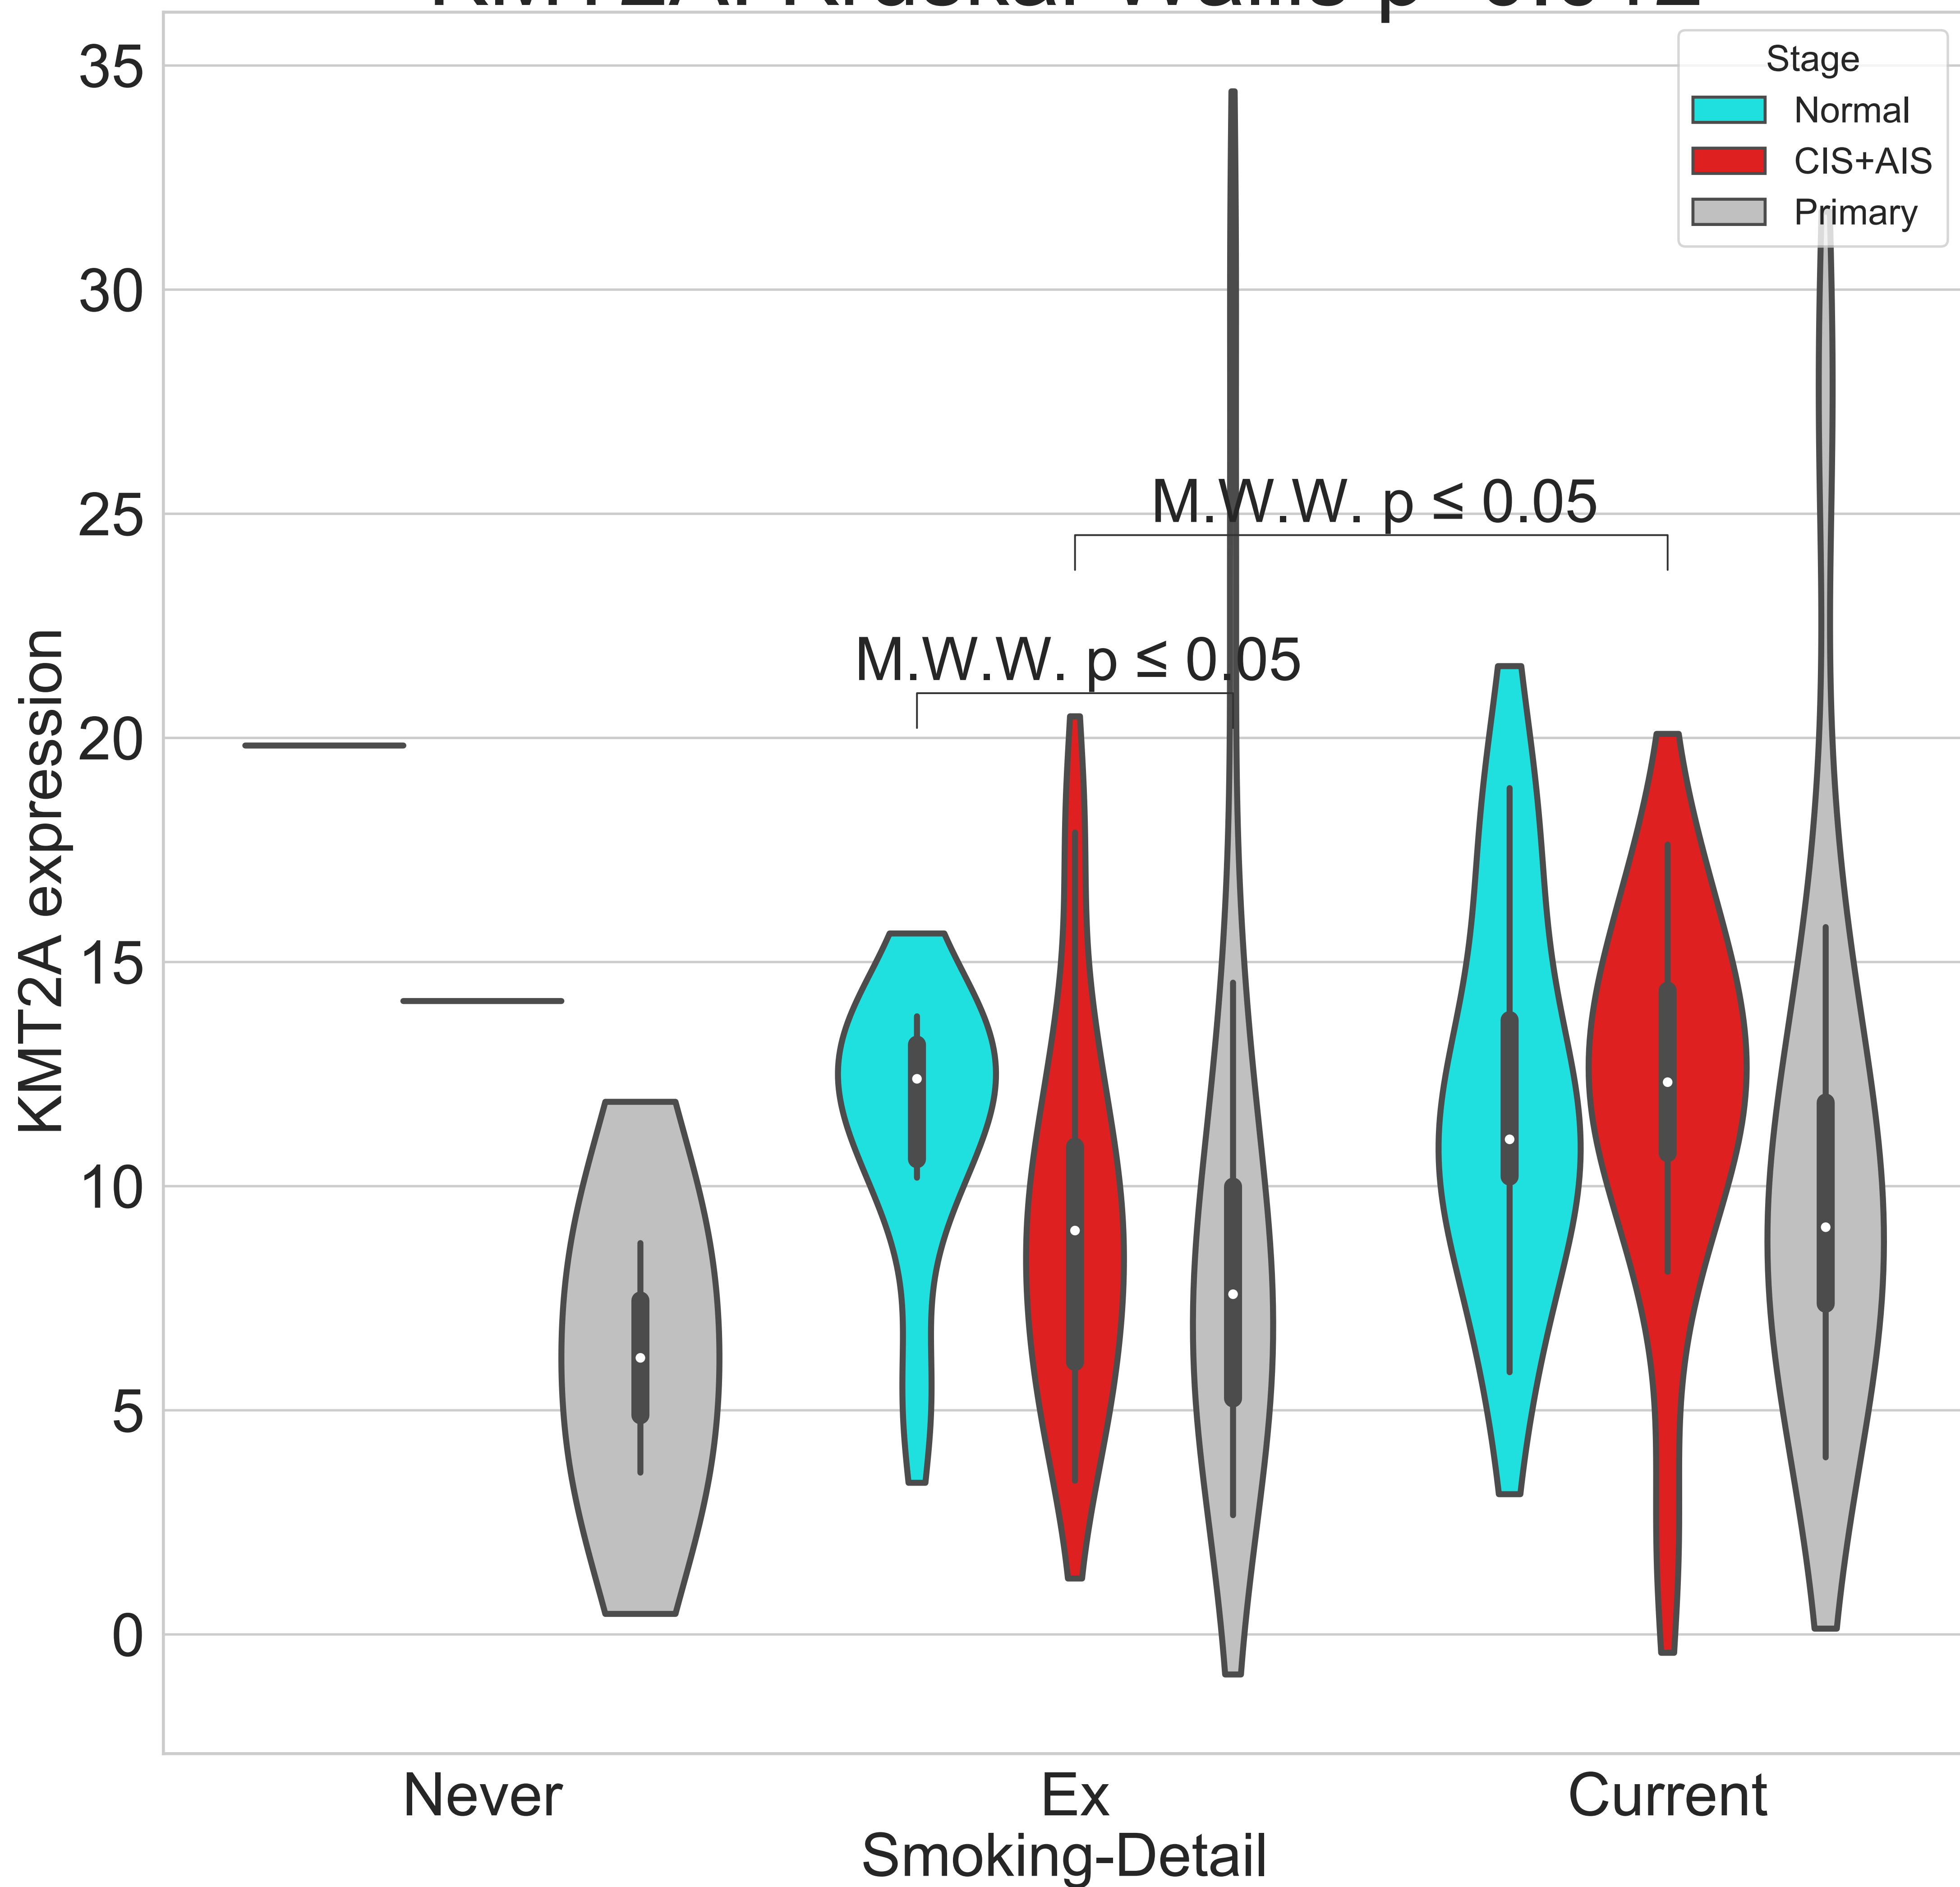 35
Stage
Normal
CIS+AIS
Primary
30
25
M.W.W. p ≤ 0.05
M.W.W. p ≤ 0.05
20
15
10
5
0
KMT2A expression
Never
Ex
Current
Smoking-Detail